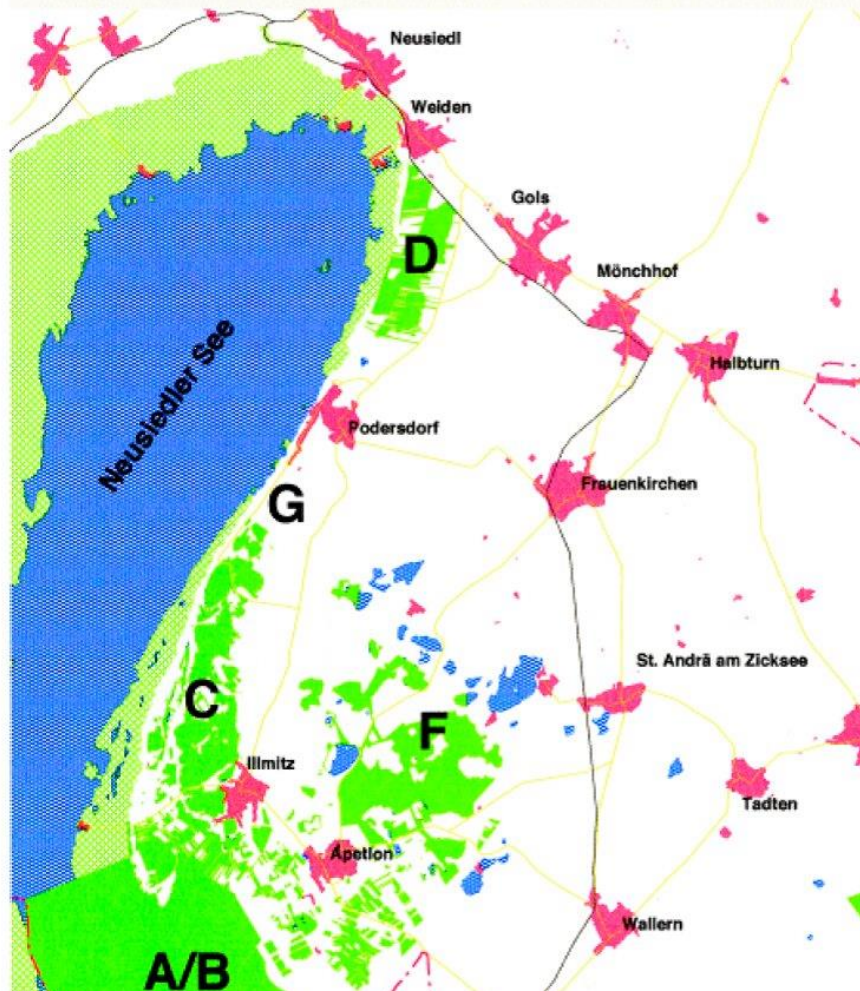 Neusiedl
Weiden
Gols
D
Mönchhof
Halbturn
Neusiedler See
Podersdorf
Frauenkirchen
G
St. Andrä am Zicksee
C
F
Illmitz
Tadten
Apetlon
Wallern
A/B